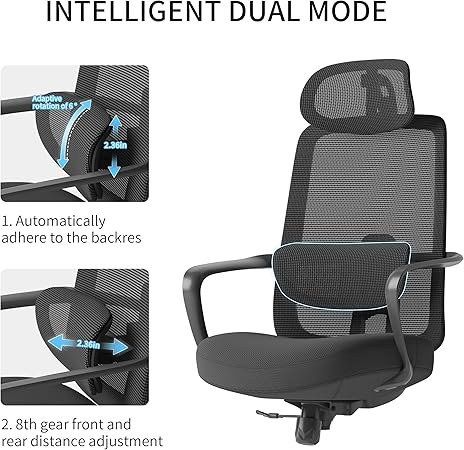 INTELLIGENT DUAL MODE
Adaptive
rotation of 6°
2.36in
1. Automatically
adhere to the backres
2.36in
2. 8th gear front and
rear distance adjustment